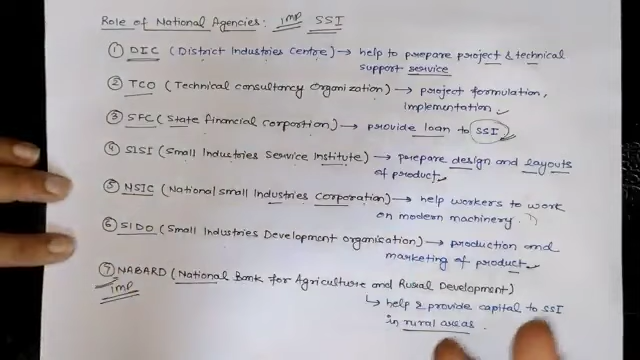 Role of National Agencies: imp SSI
① DIC (District Industries Centre) → help to prepare project & technical
support service
② TCO (Technical consultancy Organization) → project formulation,
implementation
③ SFC (State financial corportion) → provide loan to SSI
④ SISI (Small Industries Service Institute) → prepare design and layouts
of product
⑤ NSIC (National small Industries Corporation) → help workers to work
on modern machinery.
⑥ SIDO (Small Industries Development organisation) → production and
marketing of product
⑦ NABARD (National Bank for Agriculture and Rural Development)
imp
↳ help & provide capital to SSI
in rural areas.